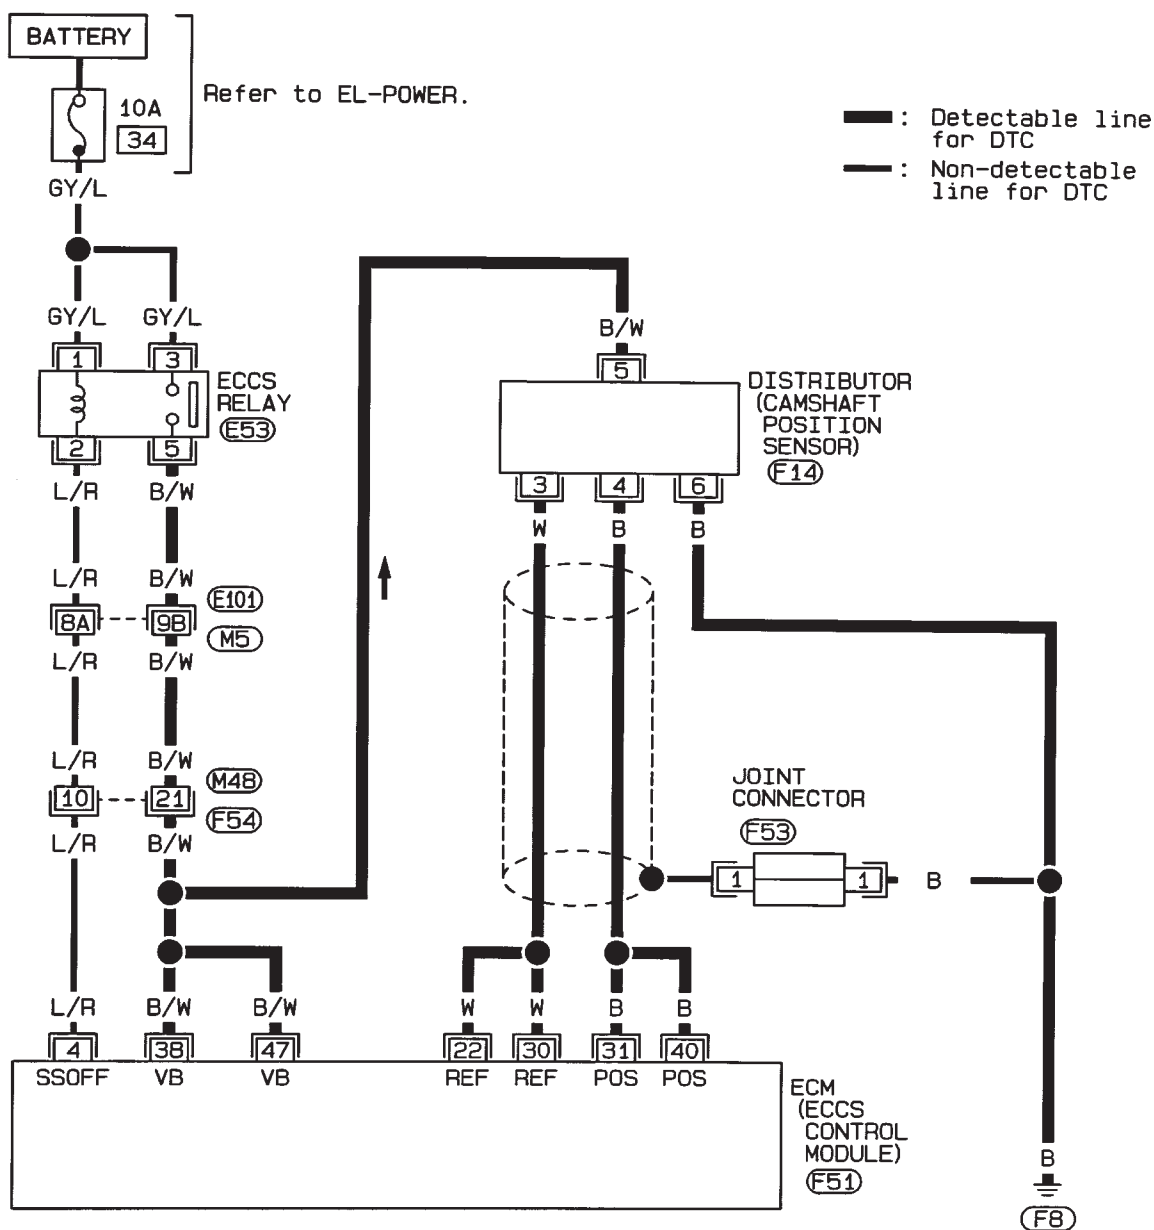 BATTERY
10A
34
Refer to EL-POWER.
: Detectable line
for DTC
: Non-detectable
line for DTC
GY/L
GY/L GY/L
1 3
ECCS
RELAY
E53
2 5
L/R B/W
L/R B/W
8A 9B
E101
M5
L/R B/W
L/R B/W
10 21
M48
F54
L/R B/W
B/W
5
DISTRIBUTOR
(CAMSHAFT
POSITION
SENSOR)
F14
3 4 6
W B B
JOINT
CONNECTOR
F53
1 1 B
L/R B/W B/W W W B B
4 38 47 22 30 31 40
SSOFF VB VB REF REF POS POS
ECM
(ECCS
CONTROL
MODULE)
F51
B
F8